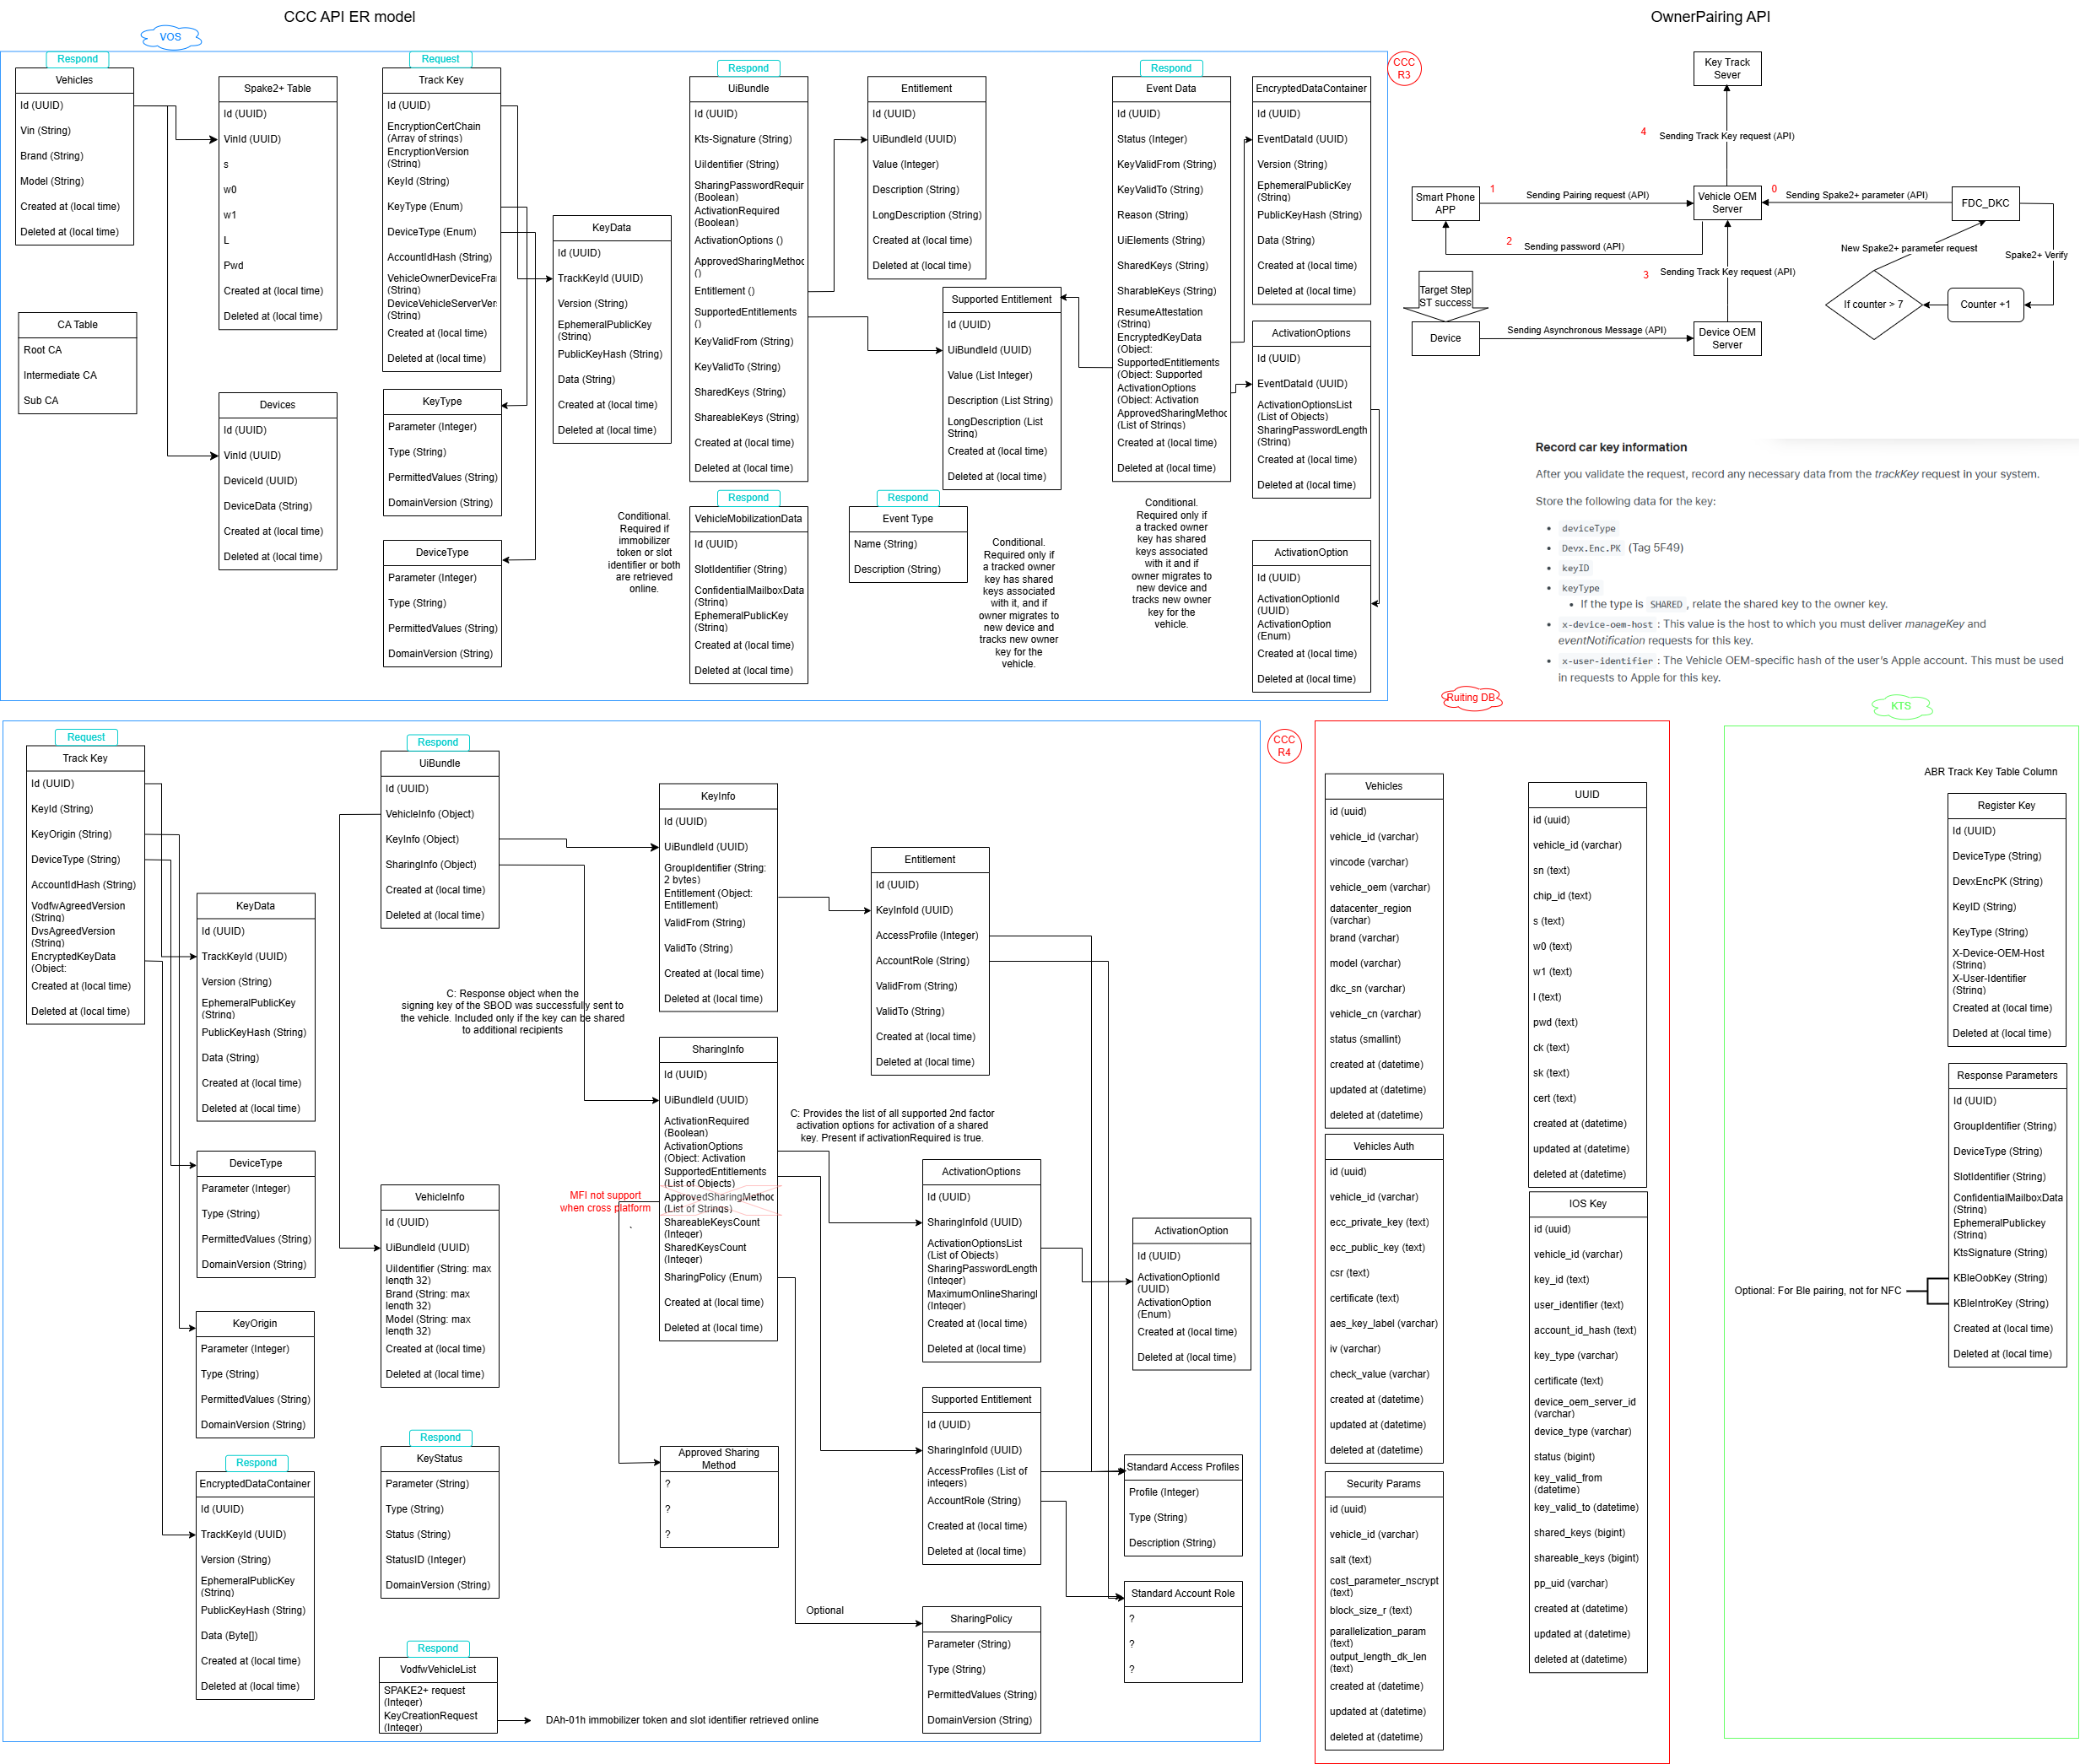 CCC API ER model
OwnerPairing API
VOS
CCC
R3
Respond
Vehicles
Id (UUID)
Vin (String)
Brand (String)
Model (String)
Created at (local time)
Deleted at (local time)
Spake2+ Table
Id (UUID)
VinId (UUID)
s
w0
w1
L
Pwd
Created at (local time)
Deleted at (local time)
CA Table
Root CA
Intermediate CA
Sub CA
Devices
Id (UUID)
VinId (UUID)
DeviceId (UUID)
DeviceData (String)
Created at (local time)
Deleted at (local time)
Request
Track Key
Id (UUID)
EncryptionCertChain
(Array of strings)
EncryptionVersion
(String)
KeyId (String)
KeyType (Enum)
DeviceType (Enum)
AccountIdHash (String)
VehicleOwnerDeviceFra
(String)
DeviceVehicleServerVer
(String)
Created at (local time)
Deleted at (local time)
KeyType
Parameter (Integer)
Type (String)
PermittedValues (String)
DomainVersion (String)
DeviceType
Parameter (Integer)
Type (String)
PermittedValues (String)
DomainVersion (String)
KeyData
Id (UUID)
TrackKeyId (UUID)
Version (String)
EphemeralPublicKey
(String)
PublicKeyHash (String)
Data (String)
Created at (local time)
Deleted at (local time)
Respond
UiBundle
Id (UUID)
Kts-Signature (String)
UiIdentifier (String)
SharingPasswordRequir
(Boolean)
ActivationRequired
(Boolean)
ActivationOptions ()
ApprovedSharingMethod
()
Entitlement ()
SupportedEntitlements
()
KeyValidFrom (String)
KeyValidTo (String)
SharedKeys (String)
ShareableKeys (String)
Created at (local time)
Deleted at (local time)
Entitlement
Id (UUID)
UiBundleId (UUID)
Value (Integer)
Description (String)
LongDescription (String)
Created at (local time)
Deleted at (local time)
Supported Entitlement
Id (UUID)
UiBundleId (UUID)
Value (List Integer)
Description (List String)
LongDescription (List
String)
Created at (local time)
Deleted at (local time)
Conditional.
Required if
immobilizer
token or slot
identifier or both
are retrieved
online.
Respond
VehicleMobilizationData
Id (UUID)
SlotIdentifier (String)
ConfidentialMailboxData
(String)
EphemeralPublicKey
(String)
Created at (local time)
Deleted at (local time)
Respond
Event Type
Name (String)
Description (String)
Conditional.
Required only if
a tracked owner
key has shared
keys associated
with it, and if
owner migrates to
new device and
tracks new owner
key for the
vehicle.
Respond
Event Data
Id (UUID)
Status (Integer)
KeyValidFrom (String)
KeyValidTo (String)
Reason (String)
UiElements (String)
SharedKeys (String)
SharableKeys (String)
ResumeAttestation
(String)
EncryptedKeyData
(Object:
SupportedEntitlements
(Object: Supported
ActivationOptions
(Object: Activation
ApprovedSharingMethod
(List of Strings)
Created at (local time)
Deleted at (local time)
Conditional.
Required only if
a tracked owner
key has shared
keys associated
with it and if
owner migrates to
new device and
tracks new owner
key for the
vehicle.
EncryptedDataContainer
Id (UUID)
EventDataId (UUID)
Version (String)
EphemeralPublicKey
(String)
PublicKeyHash (String)
Data (String)
Created at (local time)
Deleted at (local time)
ActivationOptions
Id (UUID)
EventDataId (UUID)
ActivationOptionsList
(List of Objects)
SharingPasswordLength
(String)
Created at (local time)
Deleted at (local time)
ActivationOption
Id (UUID)
ActivationOptionId
(UUID)
ActivationOption
(Enum)
Created at (local time)
Deleted at (local time)
Key Track
Sever
4
Sending Track Key request (API)
Smart Phone
APP
1
Sending Pairing request (API)
Vehicle OEM
Server
0
Sending Spake2+ parameter (API)
FDC_DKC
2
Sending password (API)
New Spake2+ parameter request
Spake2+ Verify
3
Sending Track Key request (API)
Target Step
ST success
If counter > 7
Counter +1
Device
Sending Asynchronous Message (API)
Device OEM
Server
Record car key information
After you validate the request, record any necessary data from the trackKey request in your system.
Store the following data for the key:
• deviceType
• Devx.Enc.PK (Tag 5F49)
• keyID
• keyType
• If the type is SHARED , relate the shared key to the owner key.
• x-device-oem-host : This value is the host to which you must deliver manageKey and
eventNotification requests for this key.
• x-user-identifier : The Vehicle OEM-specific hash of the user's Apple account. This must be used
in requests to Apple for this key.
CCC
R4
Request
Track Key
Id (UUID)
KeyId (String)
KeyOrigin (String)
DeviceType (String)
AccountIdHash (String)
VodfwAgreedVersion
(String)
DvsAgreedVersion
(String)
EncryptedKeyData
(Object:
Created at (local time)
Deleted at (local time)
KeyData
Id (UUID)
TrackKeyId (UUID)
Version (String)
EphemeralPublicKey
(String)
PublicKeyHash (String)
Data (String)
Created at (local time)
Deleted at (local time)
DeviceType
Parameter (Integer)
Type (String)
PermittedValues (String)
DomainVersion (String)
KeyOrigin
Parameter (Integer)
Type (String)
PermittedValues (String)
DomainVersion (String)
Respond
EncryptedDataContainer
Id (UUID)
TrackKeyId (UUID)
Version (String)
EphemeralPublicKey
(String)
PublicKeyHash (String)
Data (Byte[])
Created at (local time)
Deleted at (local time)
Respond
UiBundle
Id (UUID)
VehicleInfo (Object)
KeyInfo (Object)
SharingInfo (Object)
Created at (local time)
Deleted at (local time)
C: Response object when the
signing key of the SBOD was successfully sent to
the vehicle. Included only if the key can be shared
to additional recipients
VehicleInfo
Id (UUID)
UiBundleId (UUID)
UiIdentifier (String: max
length 32)
Brand (String: max
length 32)
Model (String: max
length 32)
Created at (local time)
Deleted at (local time)
Respond
KeyStatus
Parameter (String)
Type (String)
Status (String)
StatusID (Integer)
DomainVersion (String)
Respond
VodfwVehicleList
SPAKE2+ request
(Integer)
KeyCreationRequest
(Integer)
DAh-01h immobilizer token and slot identifier retrieved online
KeyInfo
Id (UUID)
UiBundleId (UUID)
GroupIdentifier (String:
2 bytes)
Entitlement (Object:
Entitlement)
ValidFrom (String)
ValidTo (String)
Created at (local time)
Deleted at (local time)
SharingInfo
Id (UUID)
UiBundleId (UUID)
ActivationRequired
(Boolean)
ActivationOptions
(Object: Activation
SupportedEntitlements
(List of Objects)
ApprovedSharingMethod
(List of Strings)
ShareableKeysCount
(Integer)
SharedKeysCount
(Integer)
SharingPolicy (Enum)
Created at (local time)
Deleted at (local time)
MFI not support
when cross platform
.
Approved Sharing
Method
?
?
?
Entitlement
Id (UUID)
KeyInfoId (UUID)
AccessProfile (Integer)
AccountRole (String)
ValidFrom (String)
ValidTo (String)
Created at (local time)
Deleted at (local time)
C: Provides the list of all supported 2nd factor
activation options for activation of a shared
key. Present if activationRequired is true.
ActivationOptions
Id (UUID)
SharingInfoId (UUID)
ActivationOptionsList
(List of Objects)
SharingPasswordLength
(Integer)
MaximumOnlineSharingI
(Integer)
Created at (local time)
Deleted at (local time)
ActivationOption
Id (UUID)
ActivationOptionId
(UUID)
ActivationOption
(Enum)
Created at (local time)
Deleted at (local time)
Supported Entitlement
Id (UUID)
SharingInfoId (UUID)
AccessProfiles (List of
integers)
AccountRole (String)
Created at (local time)
Deleted at (local time)
Standard Access Profiles
Profile (Integer)
Type (String)
Description (String)
Standard Account Role
?
?
?
Optional
SharingPolicy
Parameter (String)
Type (String)
PermittedValues (String)
DomainVersion (String)
Ruiting DB
Vehicles
id (uuid)
vehicle_id (varchar)
vincode (varchar)
vehicle_oem (varchar)
datacenter_region
(varchar)
brand (varchar)
model (varchar)
dkc_sn (varchar)
vehicle_cn (varchar)
status (smallint)
created at (datetime)
updated at (datetime)
deleted at (datetime)
Vehicles Auth
id (uuid)
vehicle_id (varchar)
ecc_private_key (text)
ecc_public_key (text)
csr (text)
certificate (text)
aes_key_label (varchar)
iv (varchar)
check_value (varchar)
created at (datetime)
updated at (datetime)
deleted at (datetime)
Security Params
id (uuid)
vehicle_id (varchar)
salt (text)
cost_parameter_nscrypt
(text)
block_size_r (text)
parallelization_param
(text)
output_length_dk_len
(text)
created at (datetime)
updated at (datetime)
deleted at (datetime)
UUID
id (uuid)
vehicle_id (varchar)
sn (text)
chip_id (text)
s (text)
w0 (text)
w1 (text)
l (text)
pwd (text)
ck (text)
sk (text)
cert (text)
created at (datetime)
updated at (datetime)
deleted at (datetime)
IOS Key
id (uuid)
vehicle_id (varchar)
key_id (text)
user_identifier (text)
account_id_hash (text)
key_type (varchar)
certificate (text)
device_oem_server_id
(varchar)
device_type (varchar)
status (bigint)
key_valid_from
(datetime)
key_valid_to (datetime)
shared_keys (bigint)
shareable_keys (bigint)
pp_uid (varchar)
created at (datetime)
updated at (datetime)
deleted at (datetime)
KTS
ABR Track Key Table Column
Register Key
Id (UUID)
DeviceType (String)
DevxEncPK (String)
KeyID (String)
KeyType (String)
X-Device-OEM-Host
(String)
X-User-Identifier
(String)
Created at (local time)
Deleted at (local time)
Response Parameters
Id (UUID)
GroupIdentifier (String)
DeviceType (String)
SlotIdentifier (String)
ConfidentialMailboxData
(String)
EphemeralPublickey
(String)
KtsSignature (String)
KBleOobKey (String)
KBleIntroKey (String)
Created at (local time)
Deleted at (local time)
Optional: For Ble pairing, not for NFC